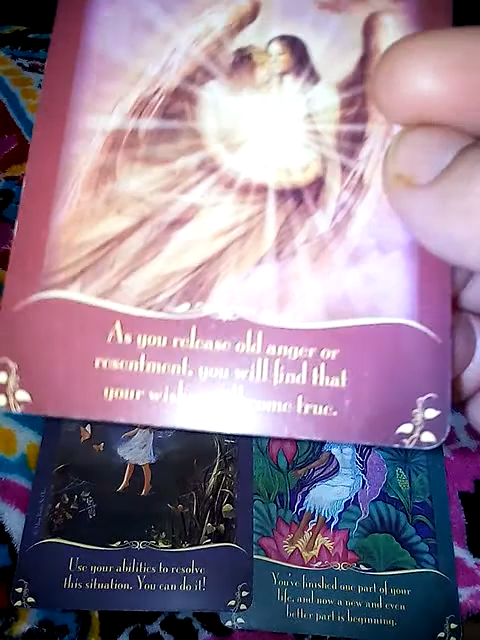 As you release old anger or
resentment, you will find that
your come true.
Use your abilities to resolve
this situation. You can do it!
You've finished one part of your
life, and now a new and even
better part is beginning.